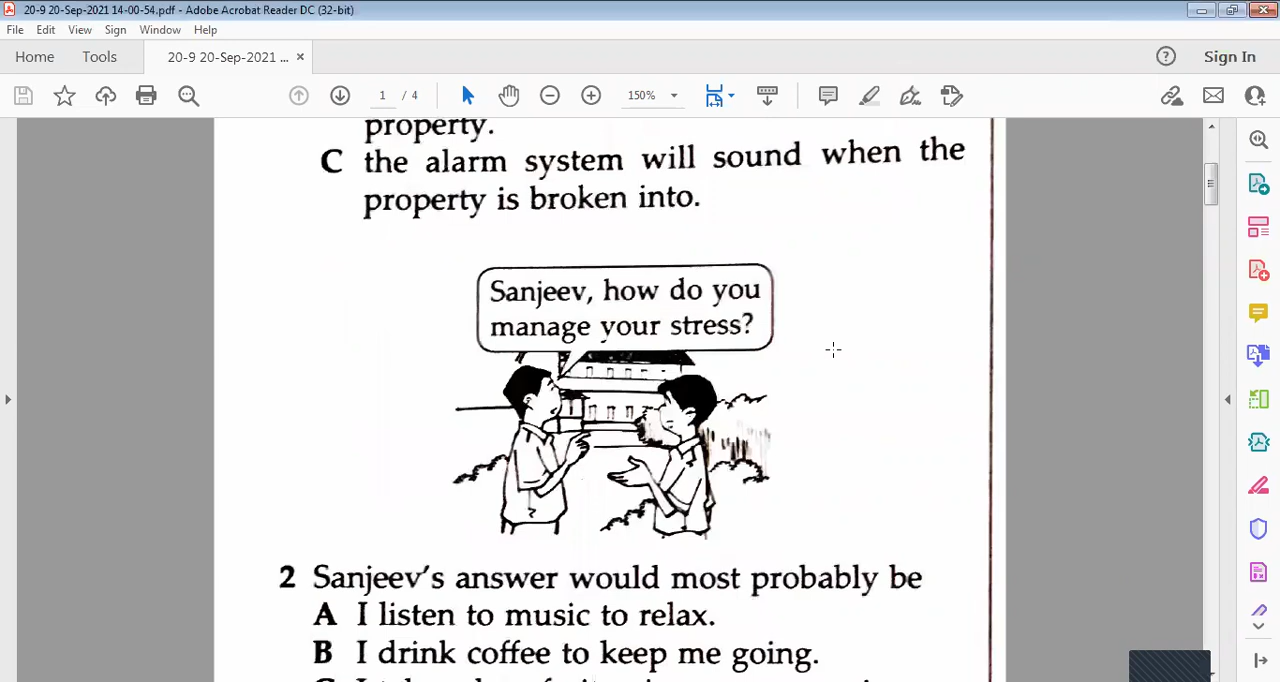 20-9 20-Sep-2021 14-00-54.pdf - Adobe Acrobat Reader DC (32-bit)
File Edit View Sign Window Help
Home Tools 20-9 20-Sep-2021 ... × Sign In
1 / 4 150%
property.
C the alarm system will sound when the
property is broken into.
Sanjeev, how do you
manage your stress?
2 Sanjeev's answer would most probably be
A I listen to music to relax.
B I drink coffee to keep me going.